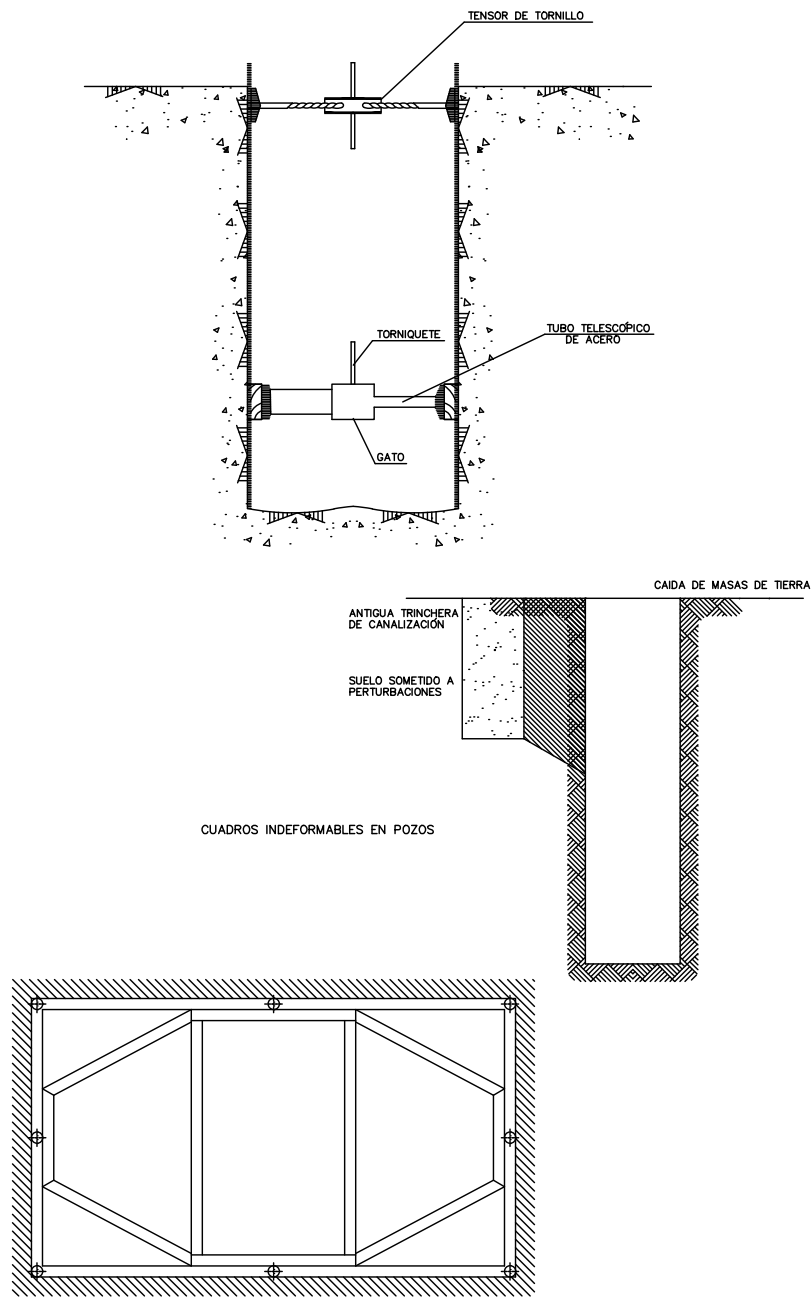 TENSOR DE TORNILLO
TORNIQUETE
TUBO TELESCÓPICO
DE ACERO
GATO
CAIDA DE MASAS DE TIERRA
ANTIGUA TRINCHERA
DE CANALIZACIÓN
SUELO SOMETIDO A
PERTURBACIONES
CUADROS INDEFORMABLES EN POZOS